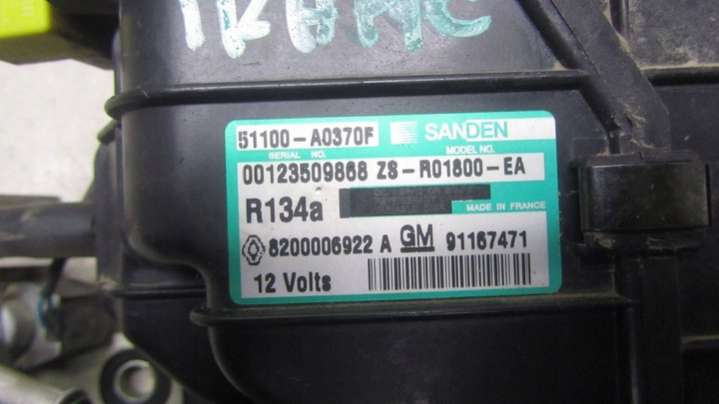 51100-A0370F SANDEN
SERIAL NO. MODEL NO.
00123509868 ZS-R01800-EA
R134a
MADE IN FRANCE
8200006922 A GM 91167471
12 Volts